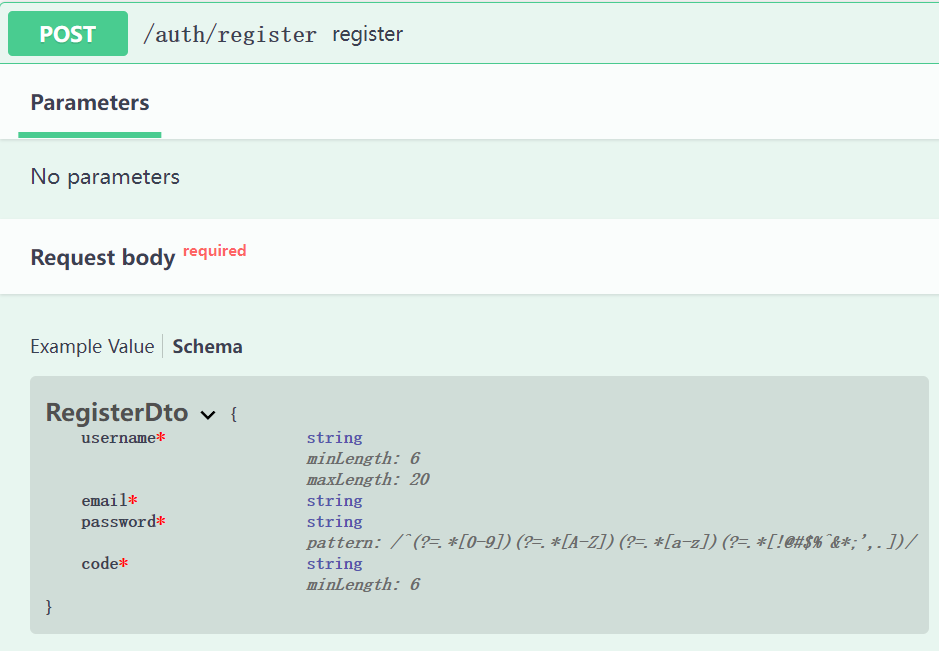 POST /auth/register register
Parameters
No parameters
Request body required
Example Value Schema
RegisterDto {
username* string
minLength: 6
maxLength: 20
email* string
password* string
pattern: /^(?=.*[0-9])(?=.*[A-Z])(?=.*[a-z])(?=.*[!@#$%^&*;',.])/
code* string
minLength: 6
}